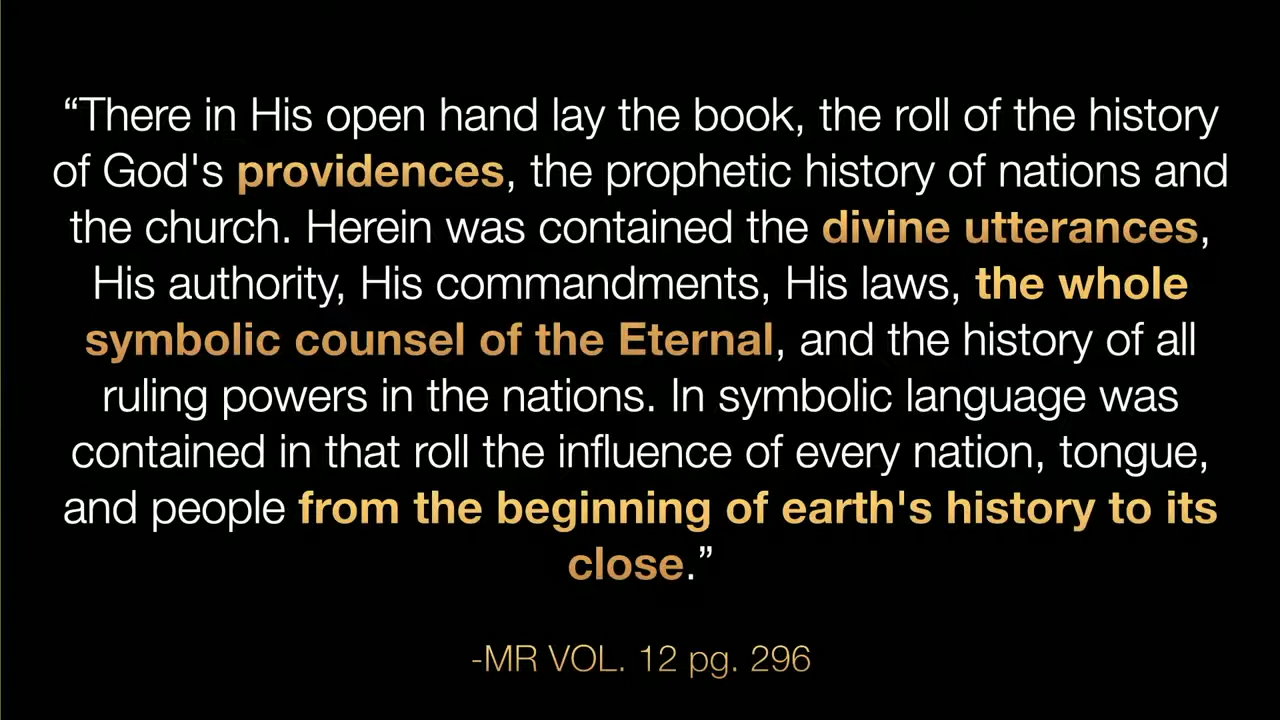 “There in His open hand lay the book, the roll of the history
of God's providences, the prophetic history of nations and
the church. Herein was contained the divine utterances,
His authority, His commandments, His laws, the whole
symbolic counsel of the Eternal, and the history of all
ruling powers in the nations. In symbolic language was
contained in that roll the influence of every nation, tongue,
and people from the beginning of earth's history to its
close.”
-MR VOL. 12 pg. 296